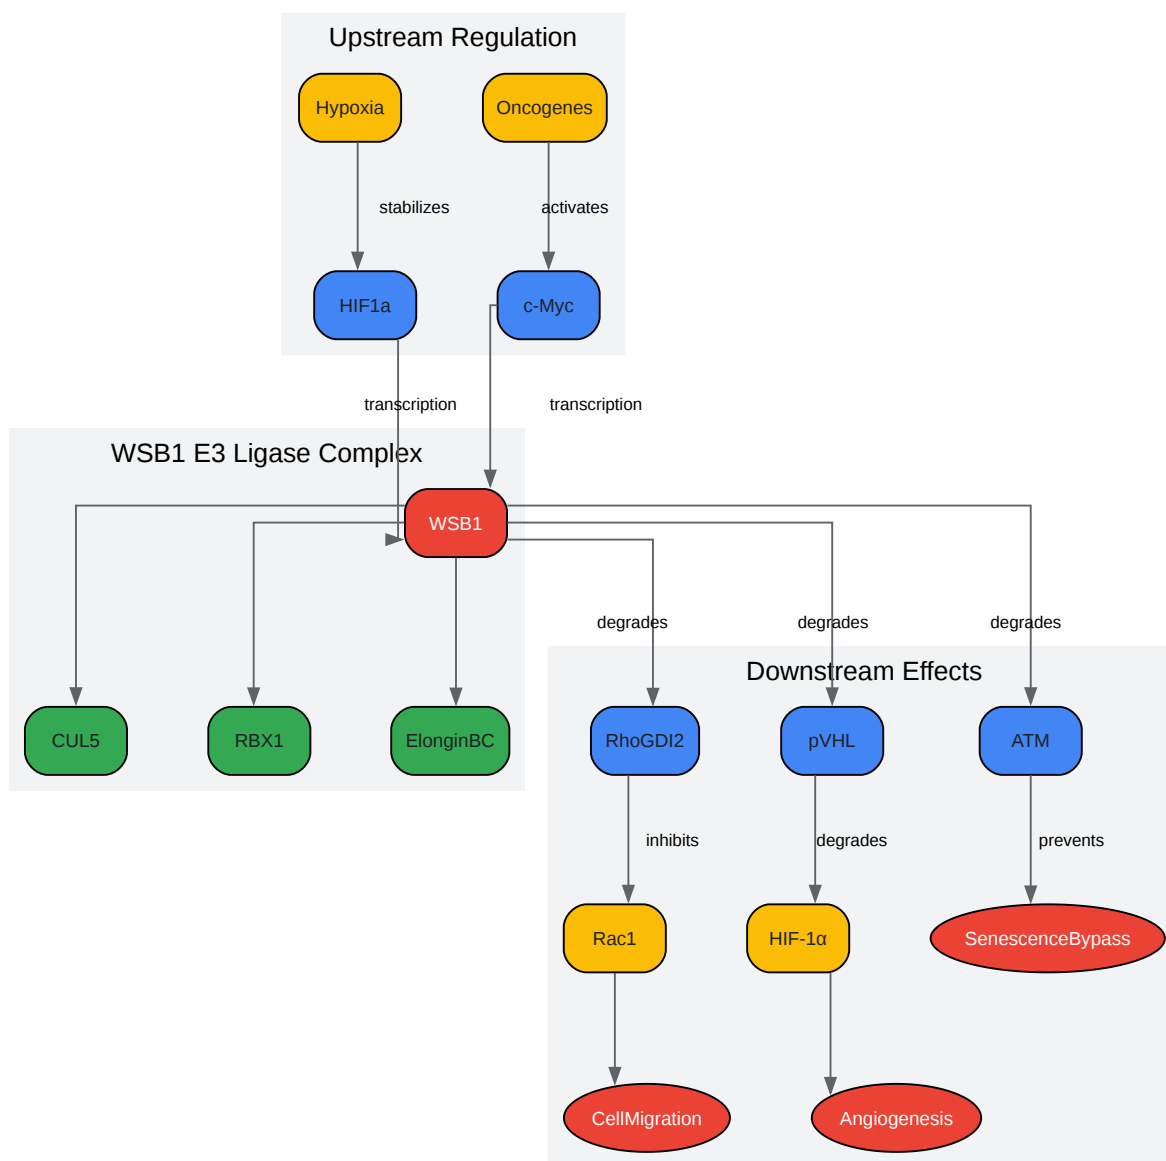 Upstream Regulation
Hypoxia
Oncogenes
stabilizes
activates
HIF1a
c-Myc
transcription
transcription
WSB1 E3 Ligase Complex
WSB1
degrades
degrades
degrades
Downstream Effects
CUL5
RBX1
ElonginBC
RhoGDI2
pVHL
ATM
inhibits
degrades
prevents
Rac1
HIF-1α
SenescenceBypass
CellMigration
Angiogenesis